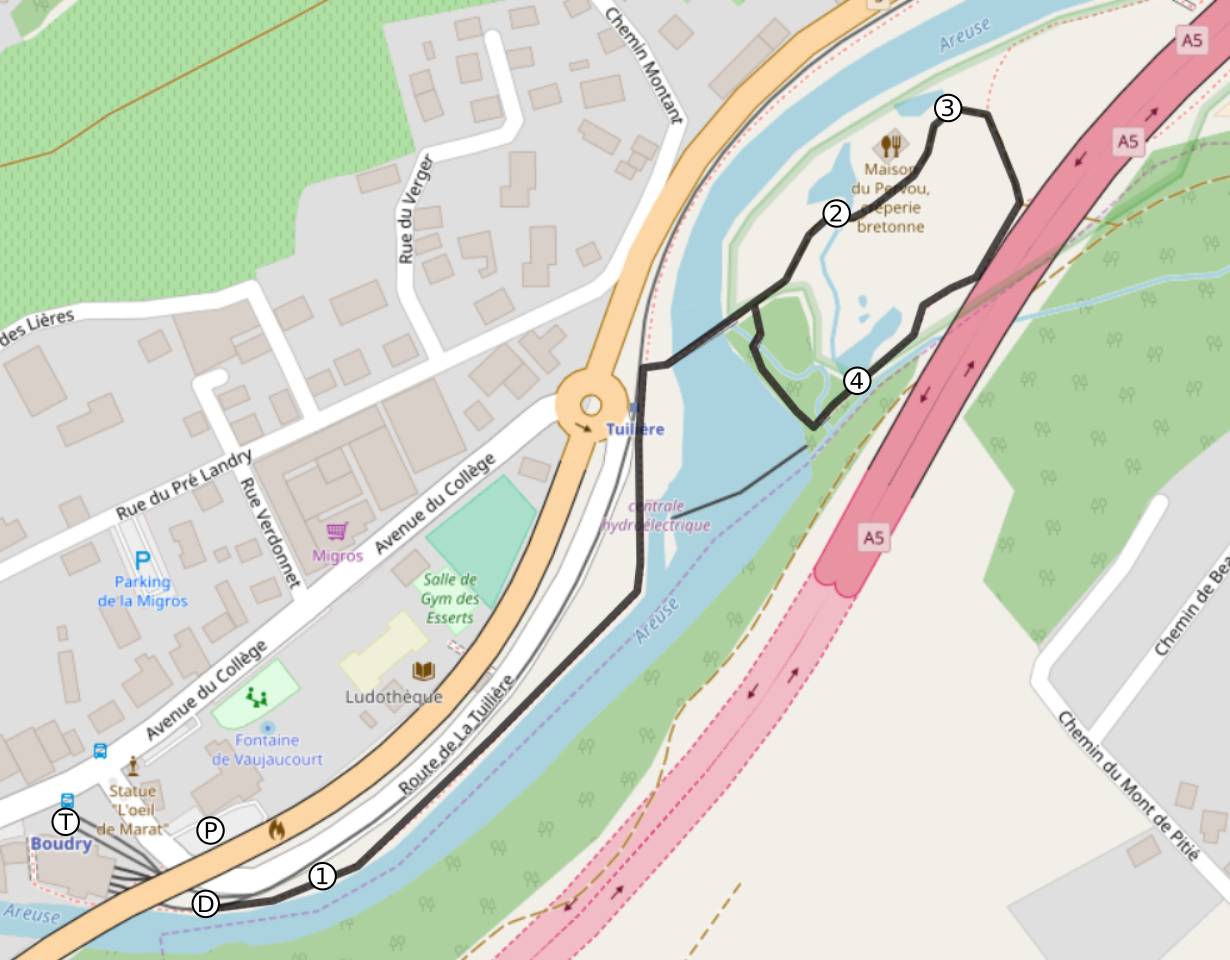 Areuse
A5
Chemin Montant
3
A5
Maison
du Pervou,
crêperie
bretonne
2
Rue du Verger
des Lières
4
Tuilière
Rue du Pré Landry
Avenue du Collège
Rue Verdonnet
centrale
hydroélectrique
A5
Migros
P
Parking
de la Migros
Salle de
Gym des
Esserts
Areuse
Chemin de Bea
Avenue du Collège
Ludothèque
Route de La Tuilière
Fontaine
de Vaujaucourt
Chemin du Mont de Pitié
Statue
"L'oeil
de Marat"
T
P
Boudry
1
D
Areuse